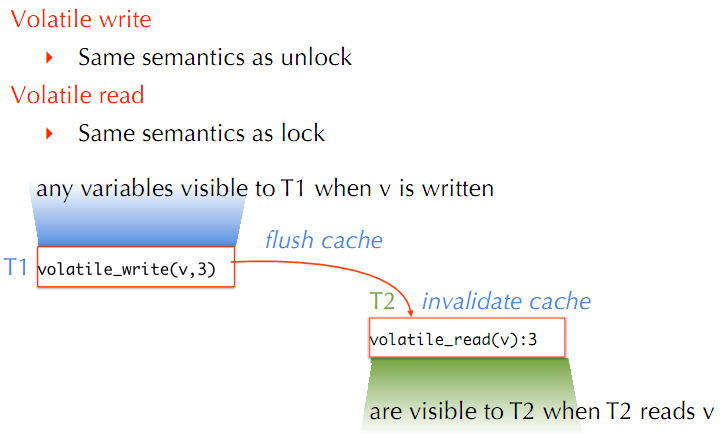 Volatile write
Same semantics as unlock
Volatile read
Same semantics as lock
any variables visible to T1 when v is written
flush cache
T1 volatile_write(v,3)
T2 invalidate cache
volatile_read(v):3
are visible to T2 when T2 reads v